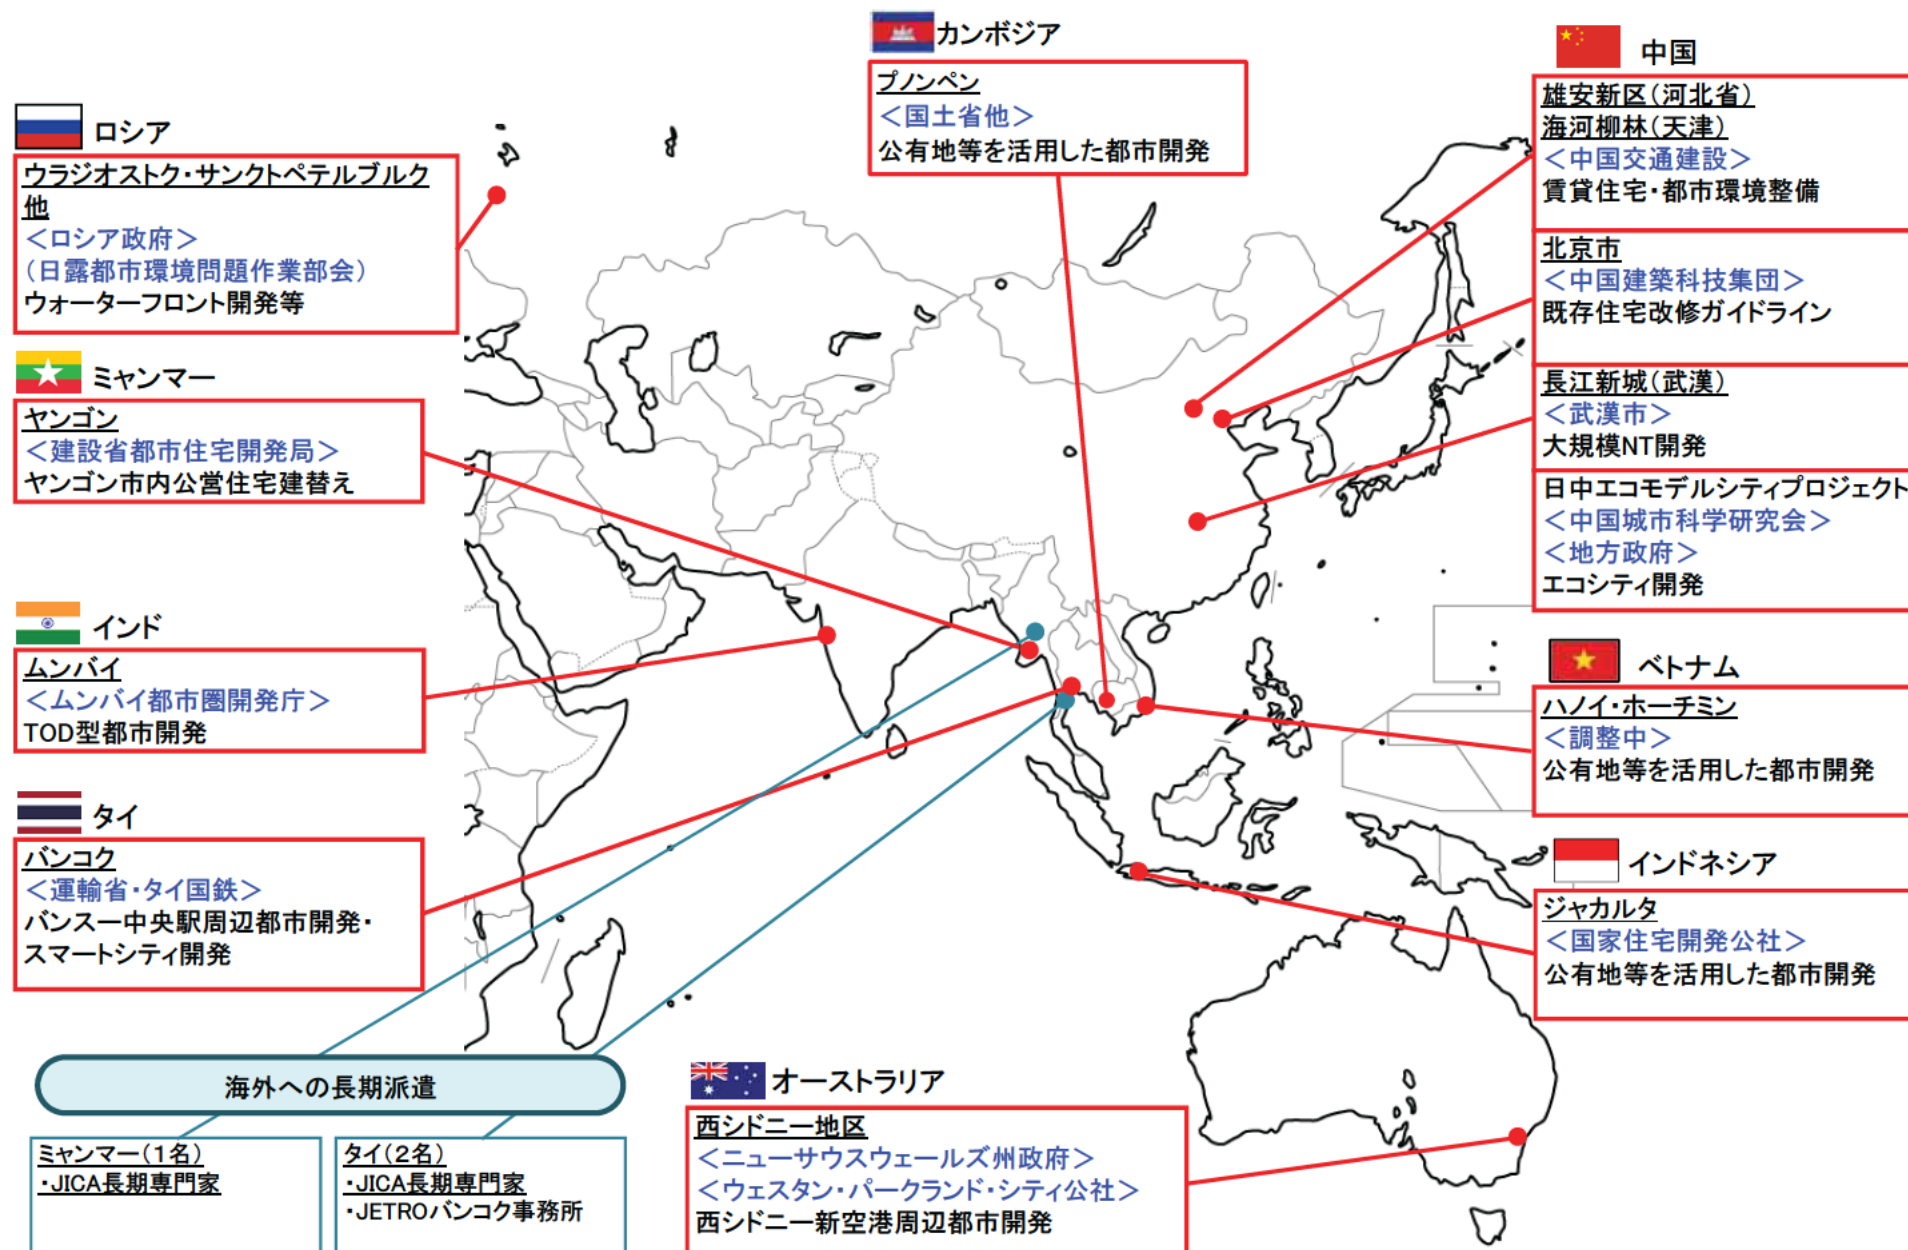 カンボジア
プノンペン
＜国土省他＞
公有地等を活用した都市開発
中国
雄安新区（河北省）
海河柳林（天津）
＜中国交通建設＞
賃貸住宅・都市環境整備
北京市
＜中国建築科技集団＞
既存住宅改修ガイドライン
長江新城（武漢）
＜武漢市＞
大規模NT開発
日中エコモデルシティプロジェクト
＜中国城市科学研究会＞
＜地方政府＞
エコシティ開発
ロシア
ウラジオストク・サンクトペテルブルク
他
＜ロシア政府＞
（日露都市環境問題作業部会）
ウォーターフロント開発等
ミャンマー
ヤンゴン
＜建設省都市住宅開発局＞
ヤンゴン市内公営住宅建替え
インド
ムンバイ
＜ムンバイ都市圏開発庁＞
TOD型都市開発
タイ
バンコク
＜運輸省・タイ国鉄＞
バンスー中央駅周辺都市開発・
スマートシティ開発
ベトナム
ハノイ・ホーチミン
＜調整中＞
公有地等を活用した都市開発
インドネシア
ジャカルタ
＜国家住宅開発公社＞
公有地等を活用した都市開発
海外への長期派遣
ミャンマー（１名）
・JICA長期専門家
タイ（２名）
・JICA長期専門家
・JETROバンコク事務所
オーストラリア
西シドニー地区
＜ニューサウスウェールズ州政府＞
＜ウェスタン・パークランド・シティ公社＞
西シドニー新空港周辺都市開発